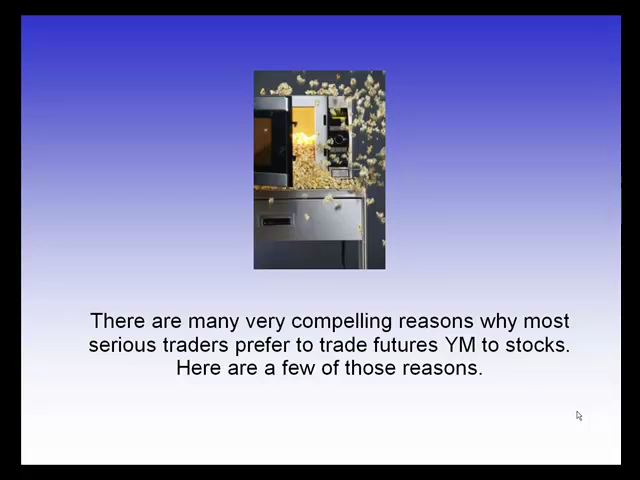 There are many very compelling reasons why most
serious traders prefer to trade futures YM to stocks.
Here are a few of those reasons.